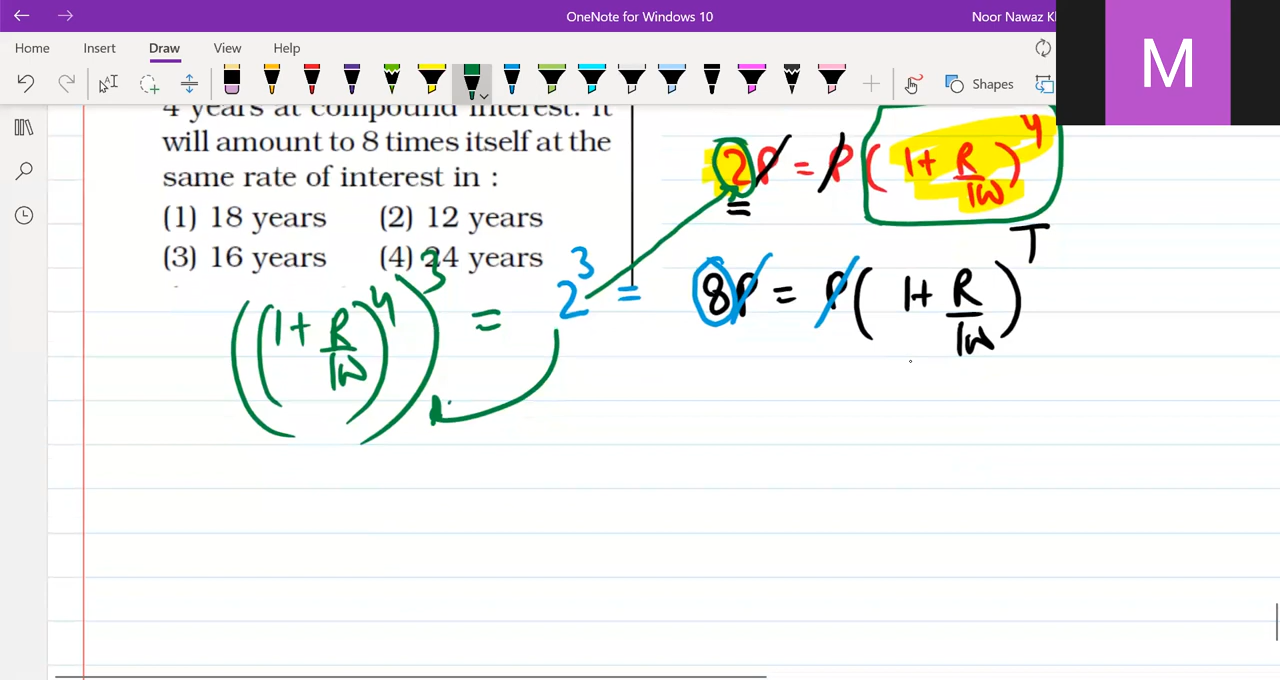 OneNote for Windows 10
Noor Nawaz Kh
M
Home Insert Draw View Help
Shapes
4 years at compound interest. It
will amount to 8 times itself at the
same rate of interest in :
(1) 18 years (2) 12 years
(3) 16 years (4) 24 years
2P = P(1+R/100)^4
8P = P(1+R/100)^T
((1+R/100)^4)^3 = 2^3 =